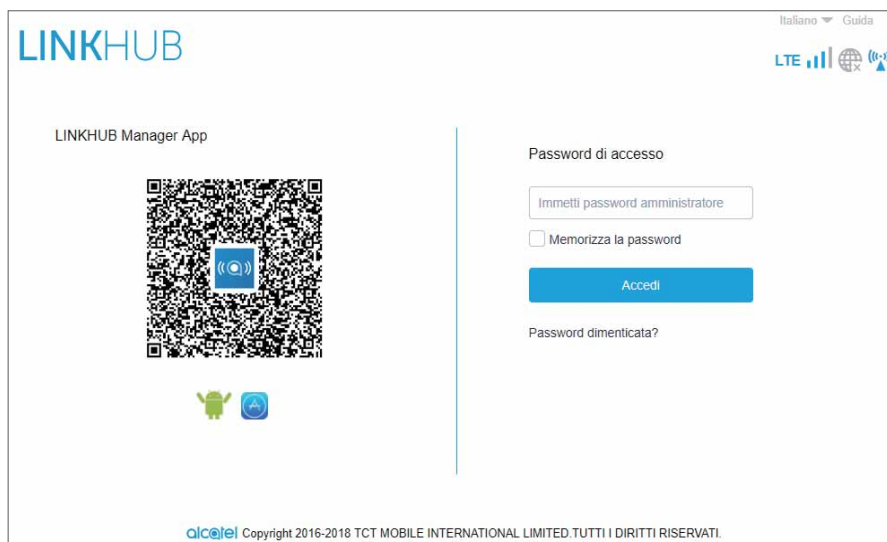 Italiano Guida
LINKHUB
LTE
LINKHUB Manager App
Password di accesso
Immetti password amministratore
Memorizza la password
Accedi
Password dimenticata?
alcatel Copyright 2016-2018 TCT MOBILE INTERNATIONAL LIMITED.TUTTI I DIRITTI RISERVATI.